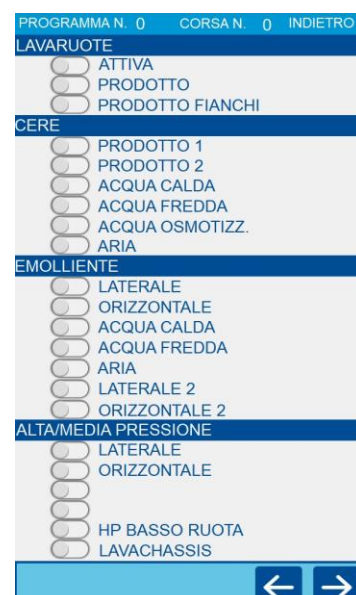 PROGRAMMA N. 0 CORSA N. 0 INDIETRO
LAVARUOTE
ATTIVA
PRODOTTO
PRODOTTO FIANCHI
CERE
PRODOTTO 1
PRODOTTO 2
ACQUA CALDA
ACQUA FREDDA
ACQUA OSMOTIZZ.
ARIA
EMOLLIENTE
LATERALE
ORIZZONTALE
ACQUA CALDA
ACQUA FREDDA
ARIA
LATERALE 2
ORIZZONTALE 2
ALTA/MEDIA PRESSIONE
LATERALE
ORIZZONTALE
HP BASSO RUOTA
LAVACHASSIS